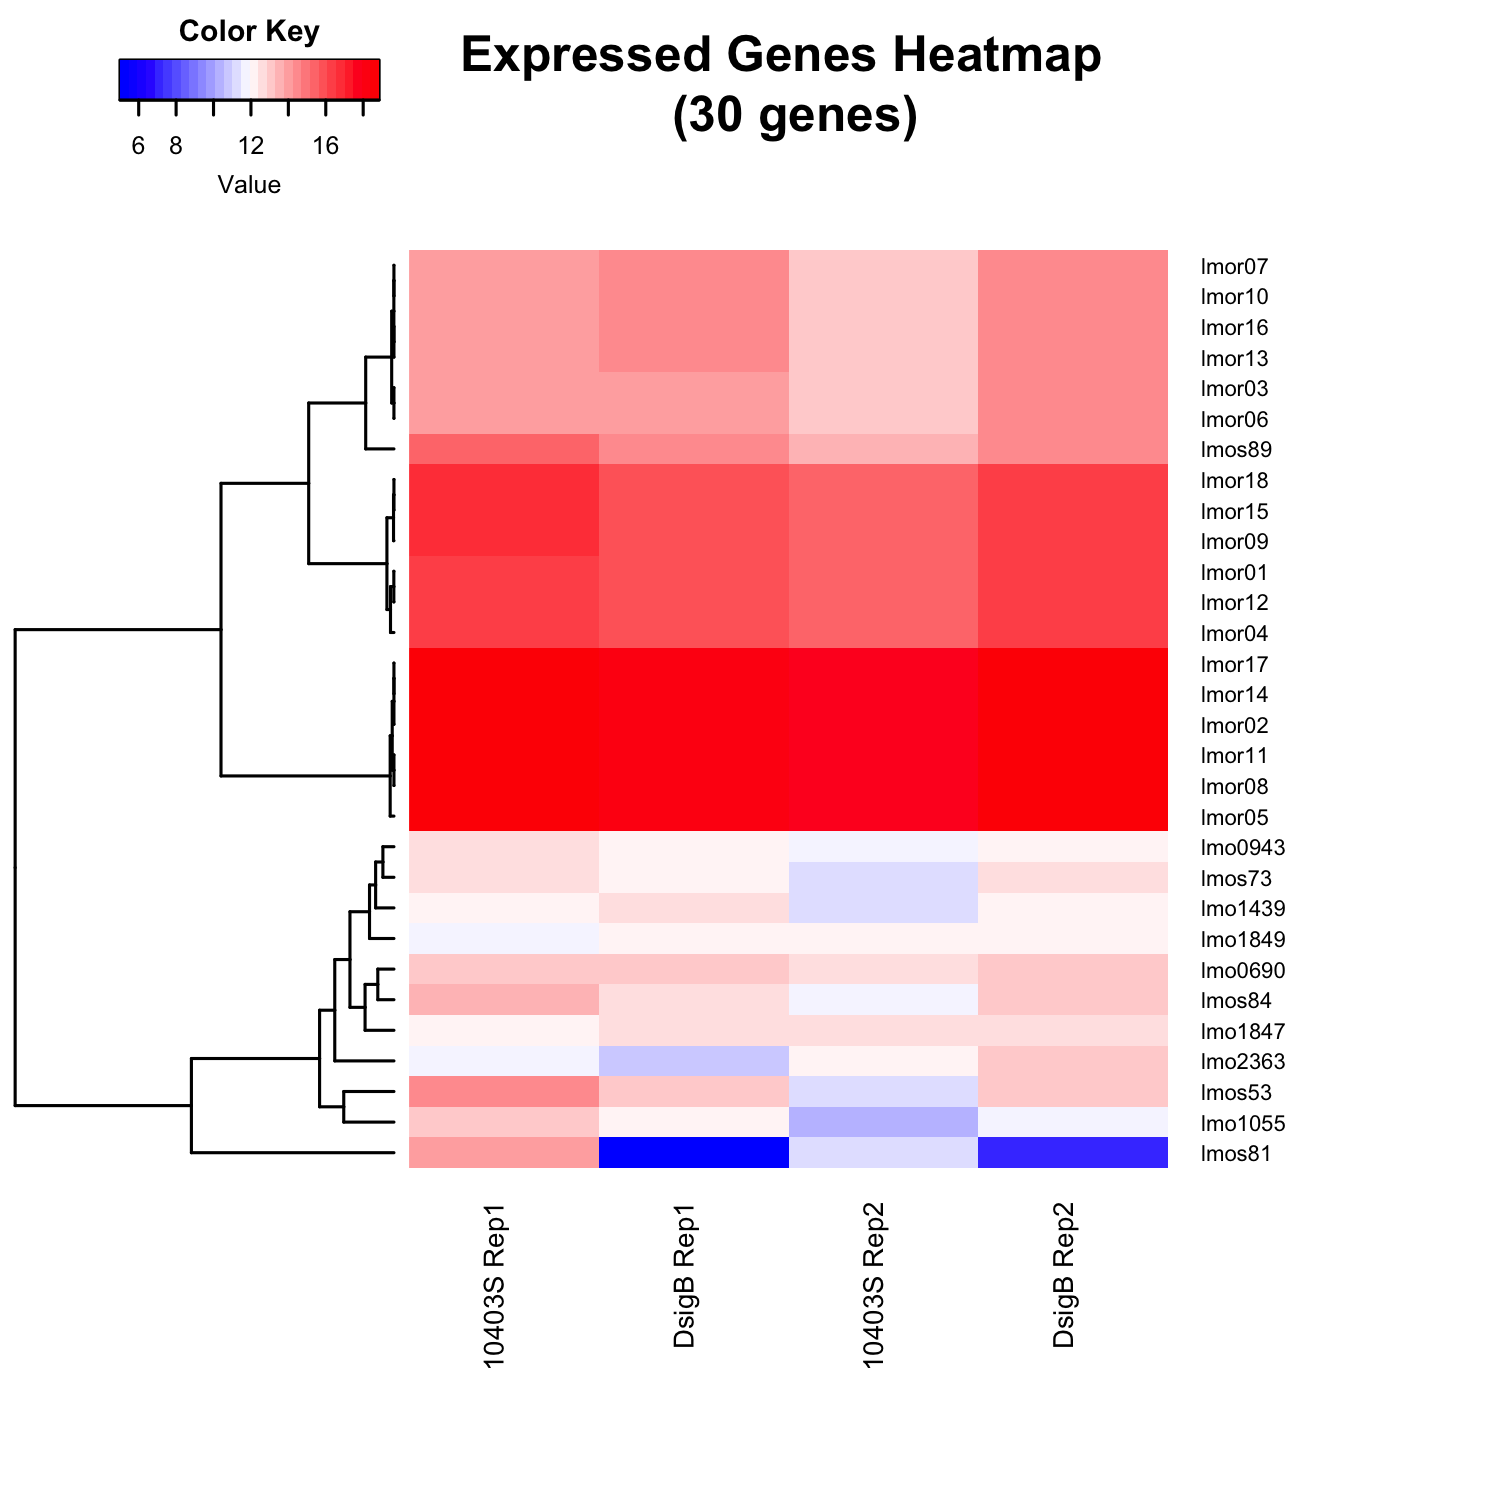 Color Key
6 8 12 16
Value
Expressed Genes Heatmap
(30 genes)
lmor07
lmor10
lmor16
lmor13
lmor03
lmor06
lmos89
lmor18
lmor15
lmor09
lmor01
lmor12
lmor04
lmor17
lmor14
lmor02
lmor11
lmor08
lmor05
lmo0943
lmos73
lmo1439
lmo1849
lmo0690
lmos84
lmo1847
lmo2363
lmos53
lmo1055
lmos81
10403S Rep1
DsigB Rep1
10403S Rep2
DsigB Rep2